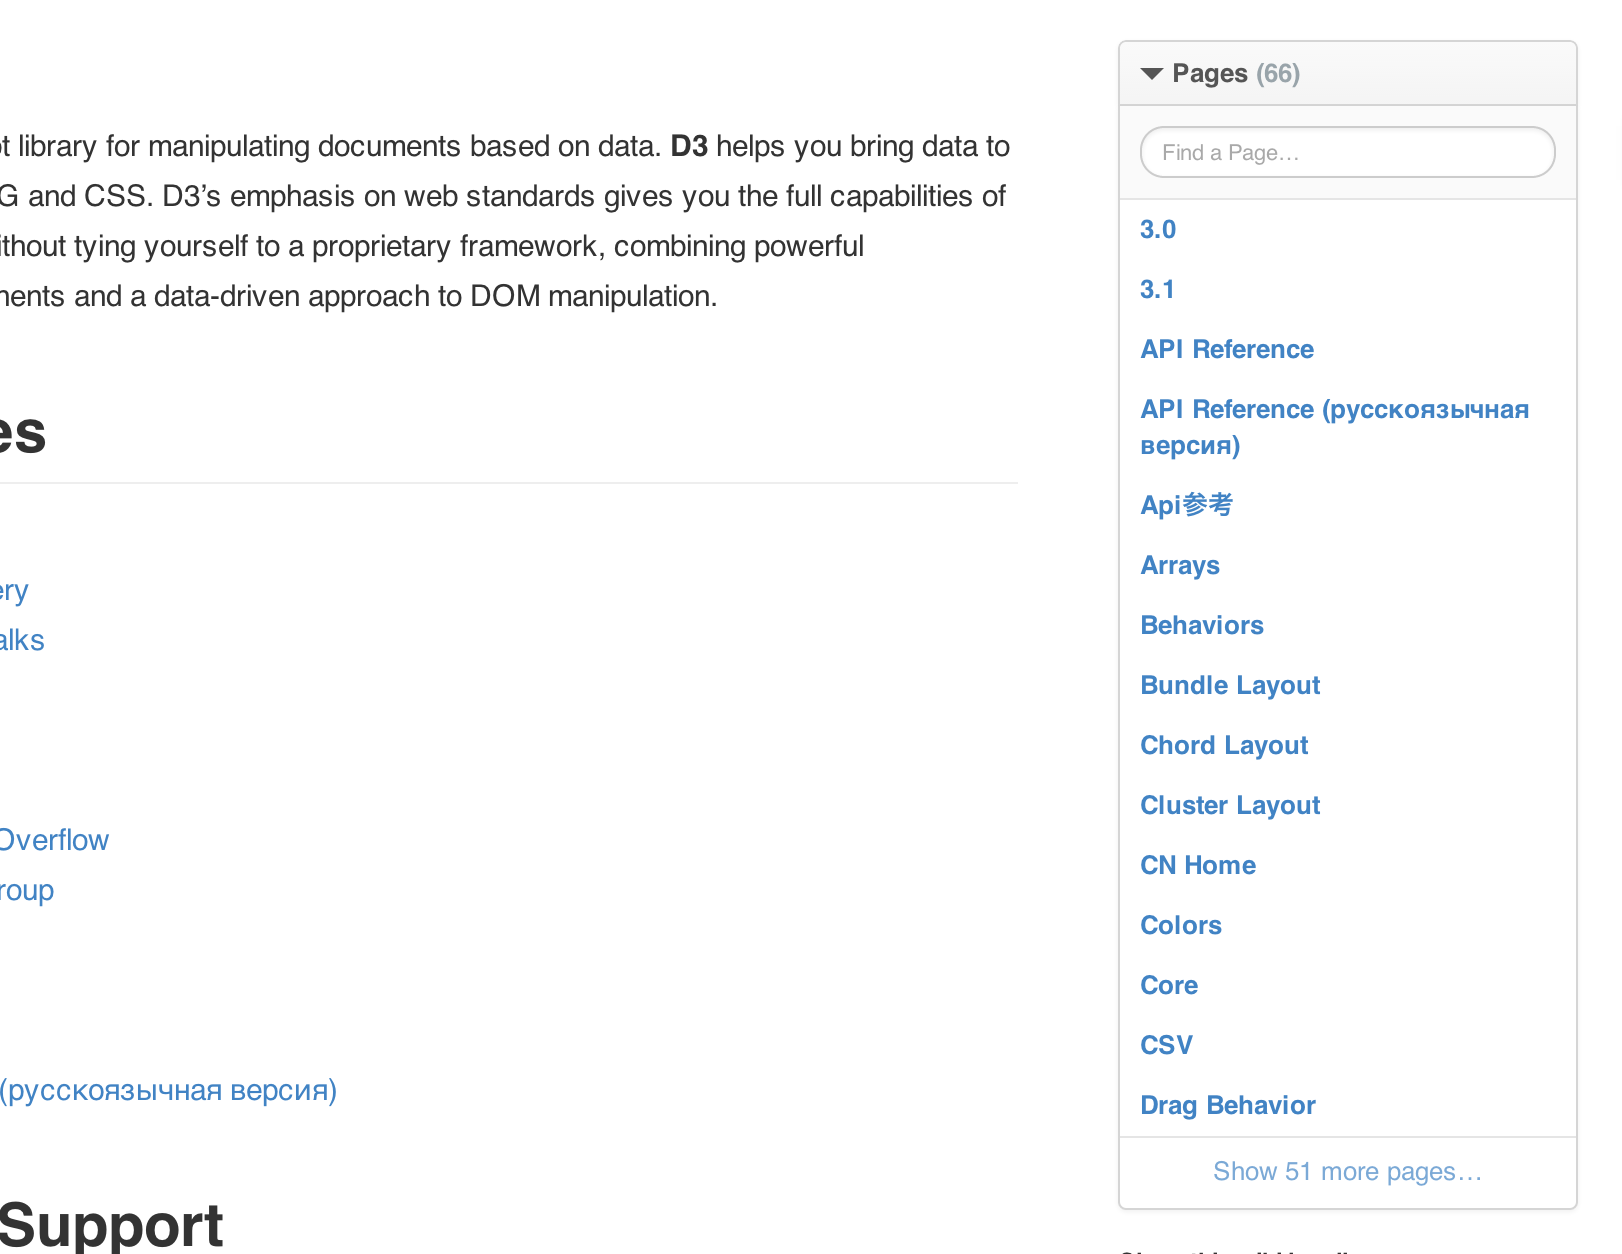 t library for manipulating documents based on data. D3 helps you bring data to
G and CSS. D3’s emphasis on web standards gives you the full capabilities of
ithout tying yourself to a proprietary framework, combining powerful
nents and a data-driven approach to DOM manipulation.
es
ery
alks
Overflow
roup
(русскоязычная версия)
Support
Pages (66)
Find a Page…
3.0
3.1
API Reference
API Reference (русскоязычная
версия)
Api参考
Arrays
Behaviors
Bundle Layout
Chord Layout
Cluster Layout
CN Home
Colors
Core
CSV
Drag Behavior
Show 51 more pages…